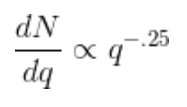 dN/dq ∝ q^{-.25}